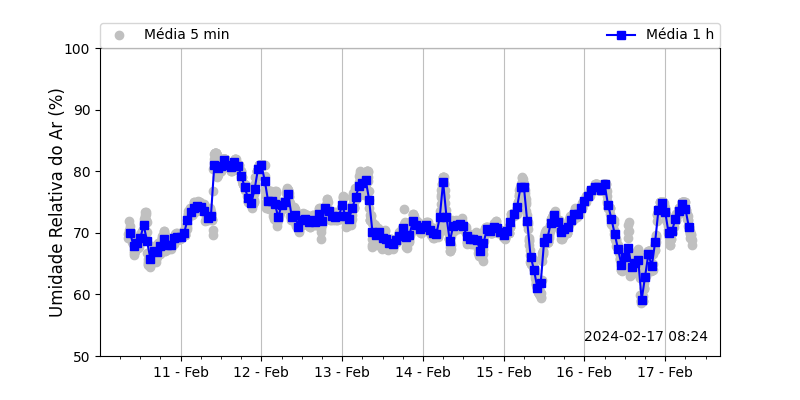 Média 5 min
Média 1 h
Umidade Relativa do Ar (%)
100
90
80
70
60
50
2024-02-17 08:24
11 - Feb
12 - Feb
13 - Feb
14 - Feb
15 - Feb
16 - Feb
17 - Feb